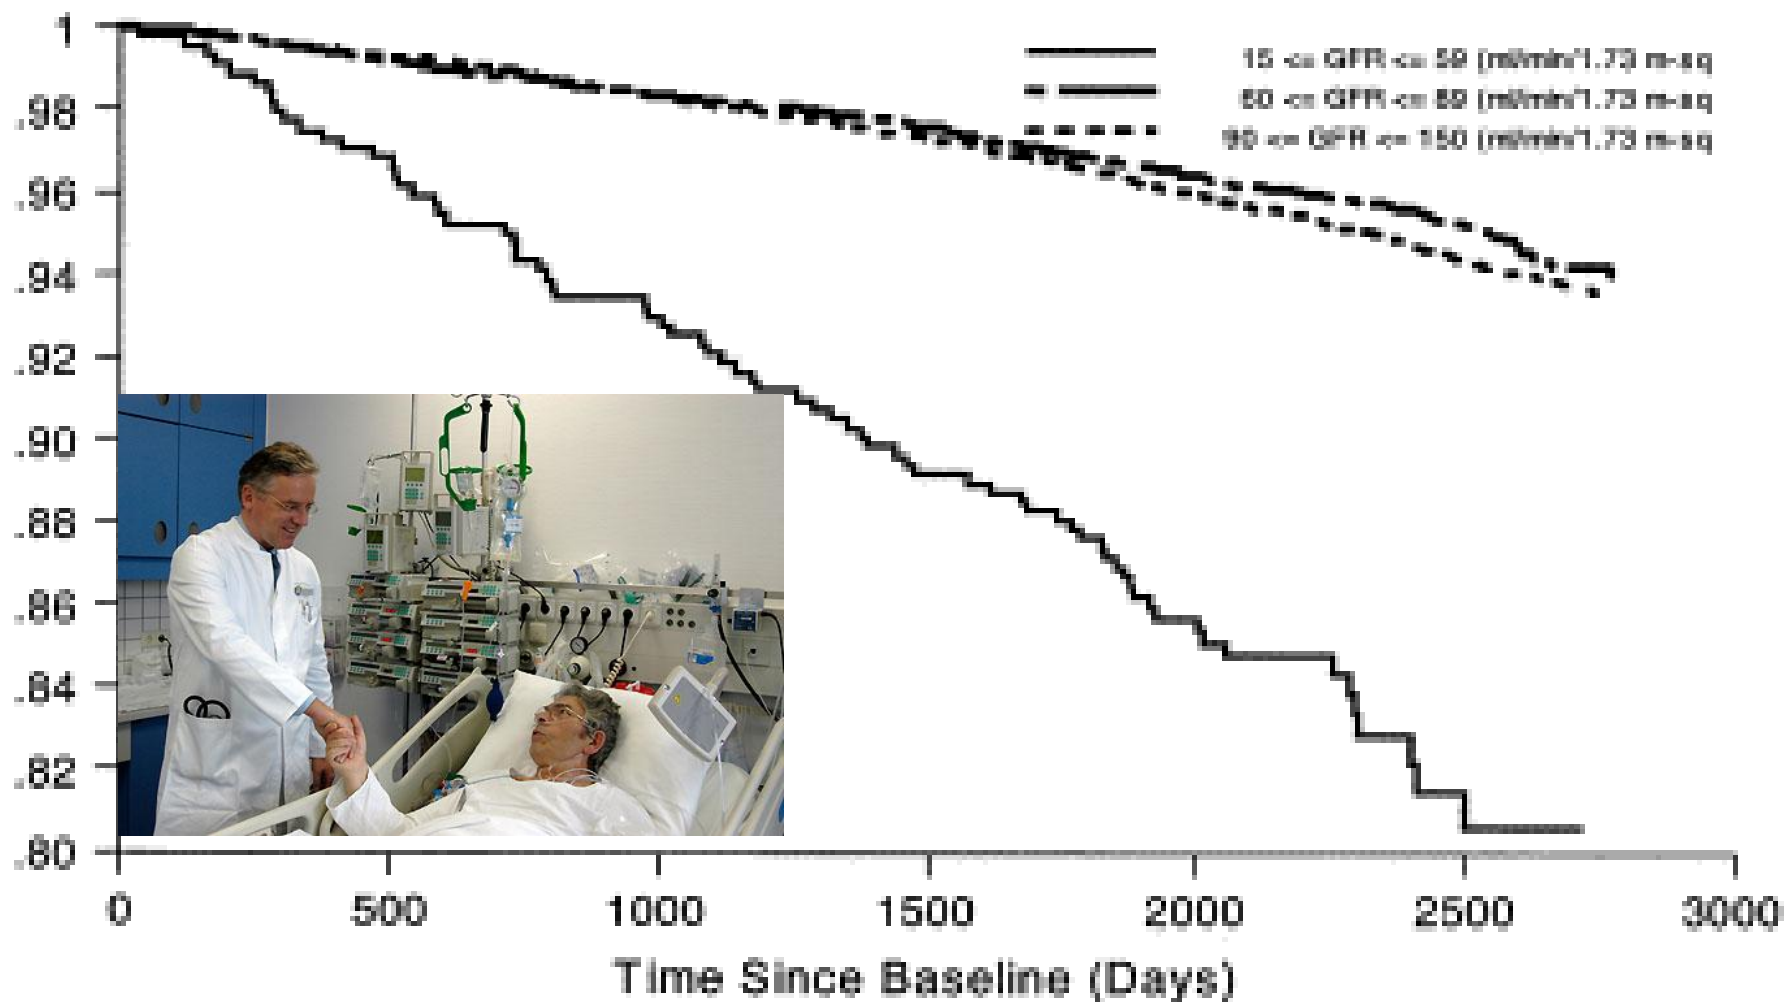 1
.98
.96
.94
.92
.90
.88
.86
.84
.82
.80
15 <= GFR <= 59 (ml/min/1.73 m-sq
60 <= GFR <= 89 (ml/min/1.73 m-sq
90 <= GFR <= 150 (ml/min/1.73 m-sq
0 500 1000 1500 2000 2500 3000
Time Since Baseline (Days)